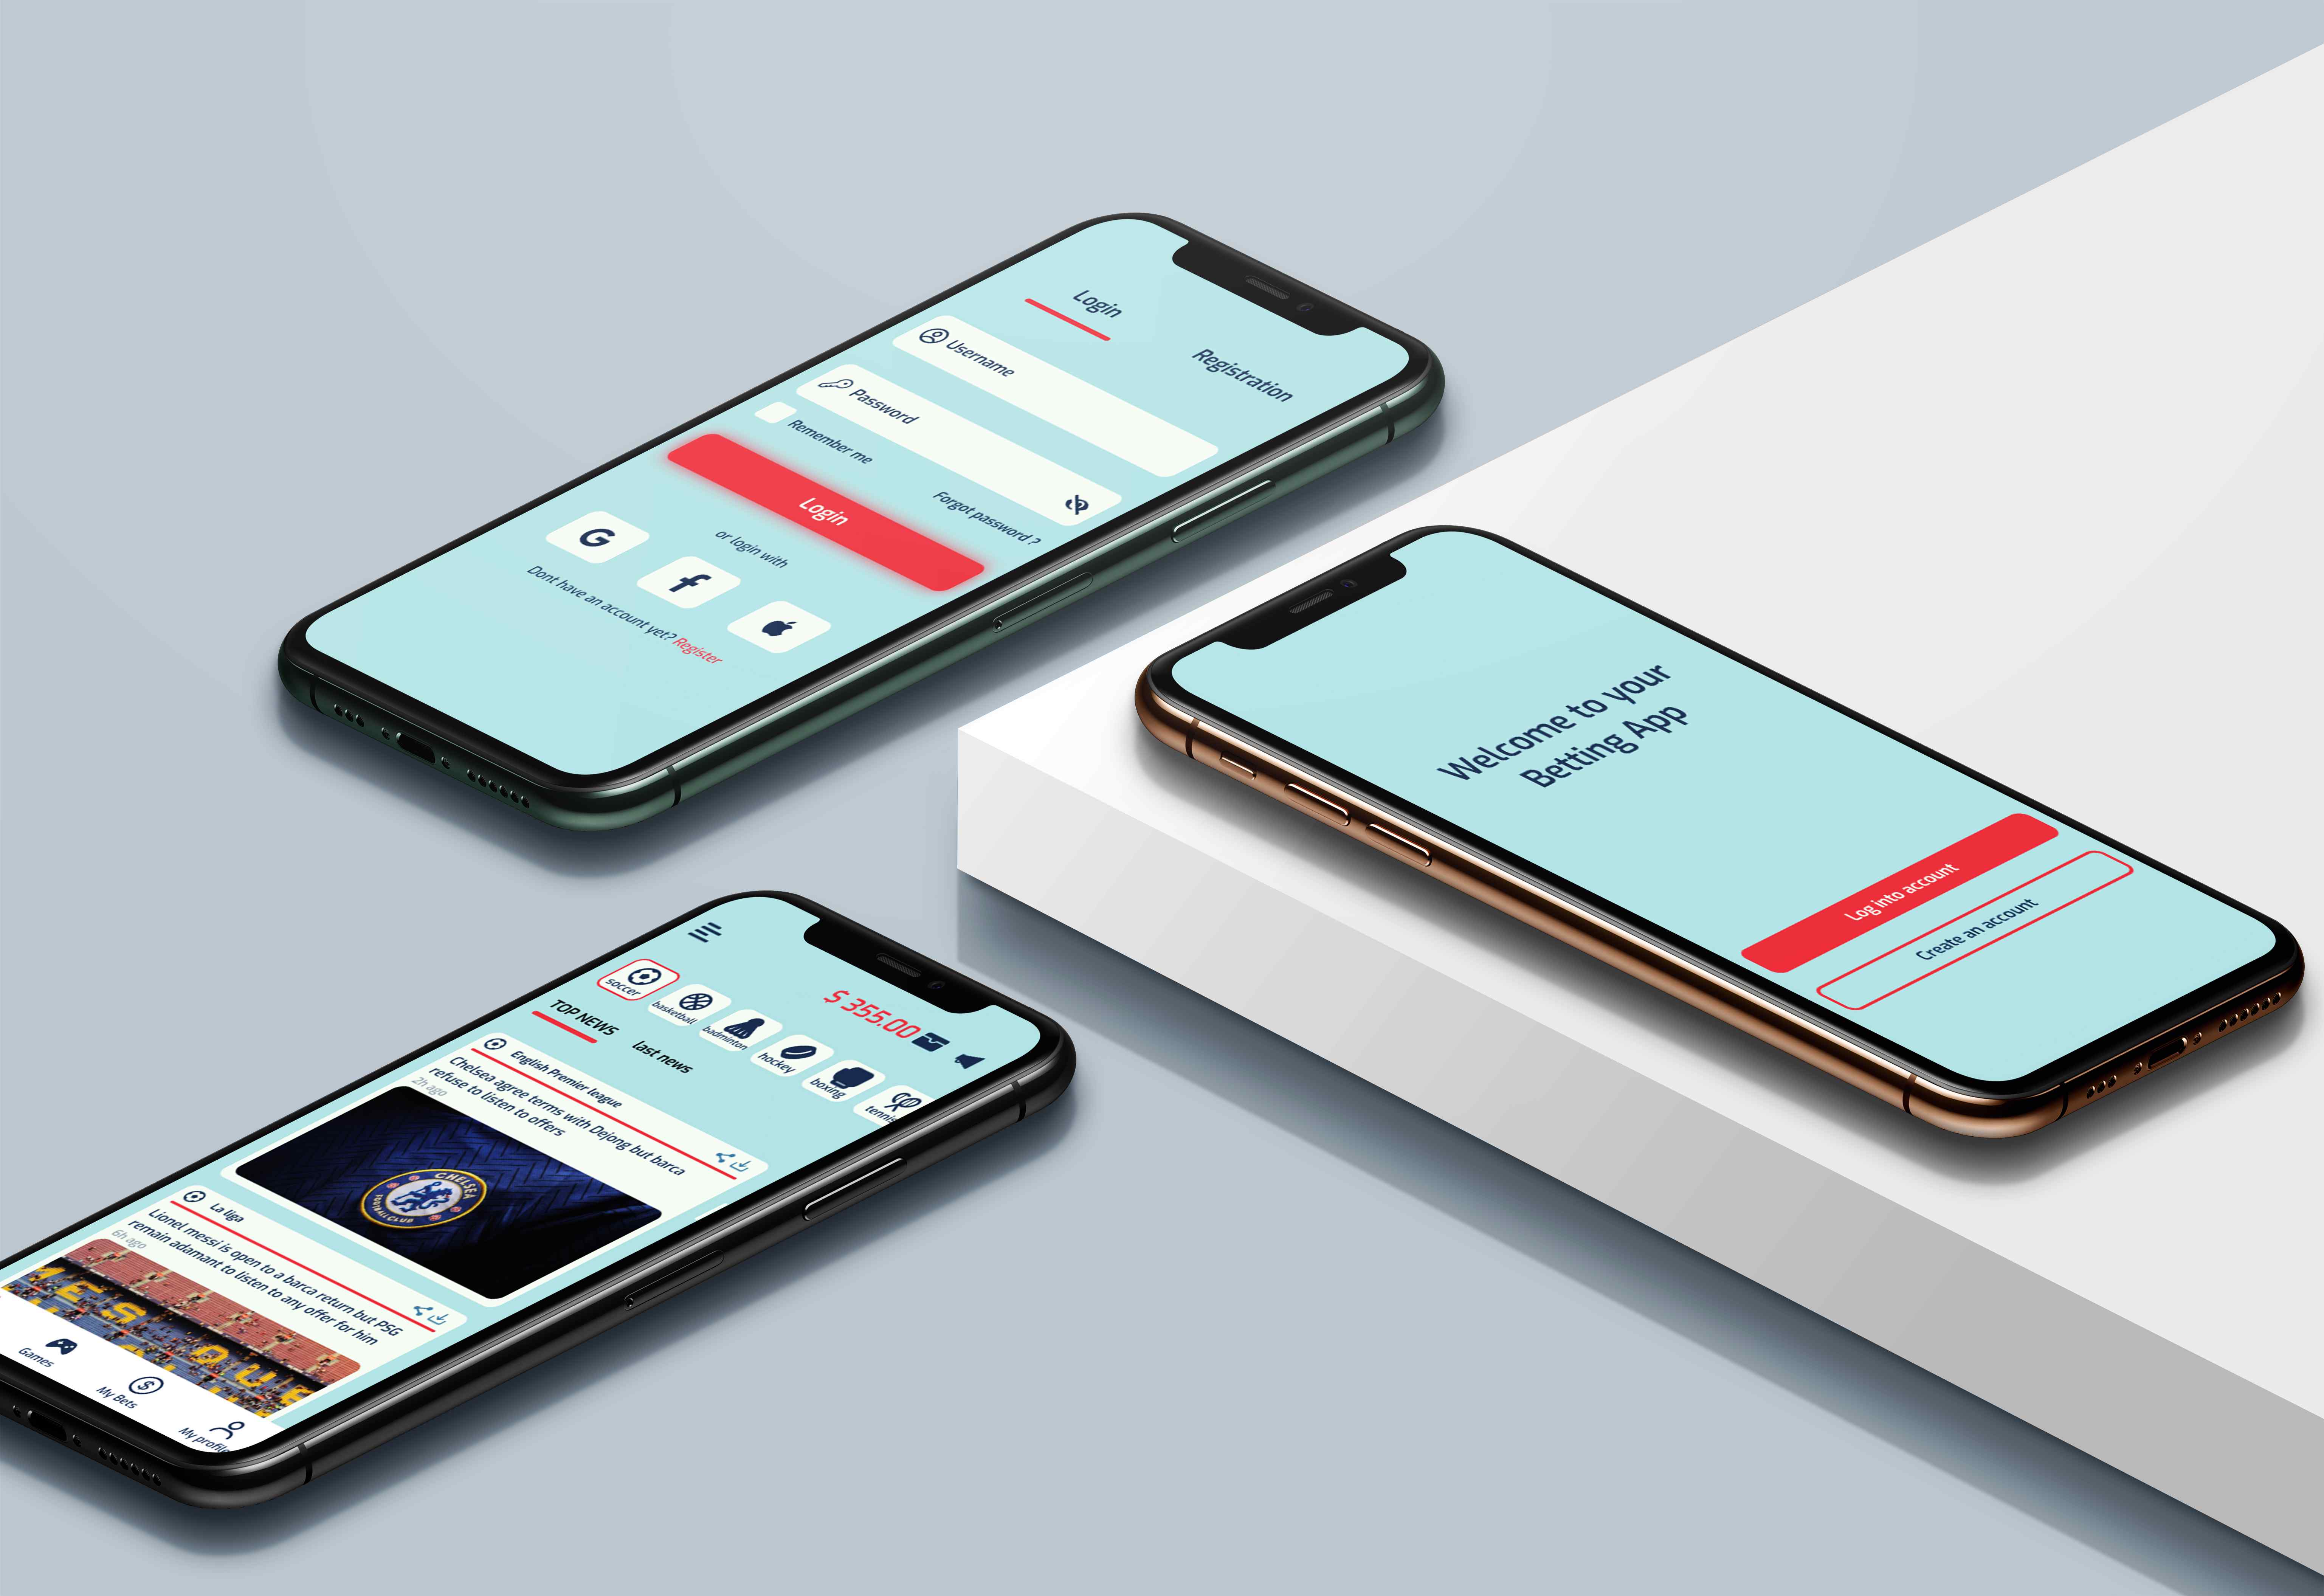 Login
Registration
Username
Password
Remember me
Forgot password ?
Login
or login with
G
f
Dont have an account yet? Register
Welcome to your
Betting App
Log into account
Create an account
$ 355.00
soccer
basketball
badminton
hockey
boxing
tennis
TOP NEWS
last news
English Premier league
Chelsea agree terms with Dejong but barca
refuse to listen to offers
2h ago
CHELSEA
FOOTBALL CLUB
La liga
Lionel messi is open to a barca return but PSG
remain adamant to listen to any offer for him
6h ago
MES QUE
Games
My Bets
My profile